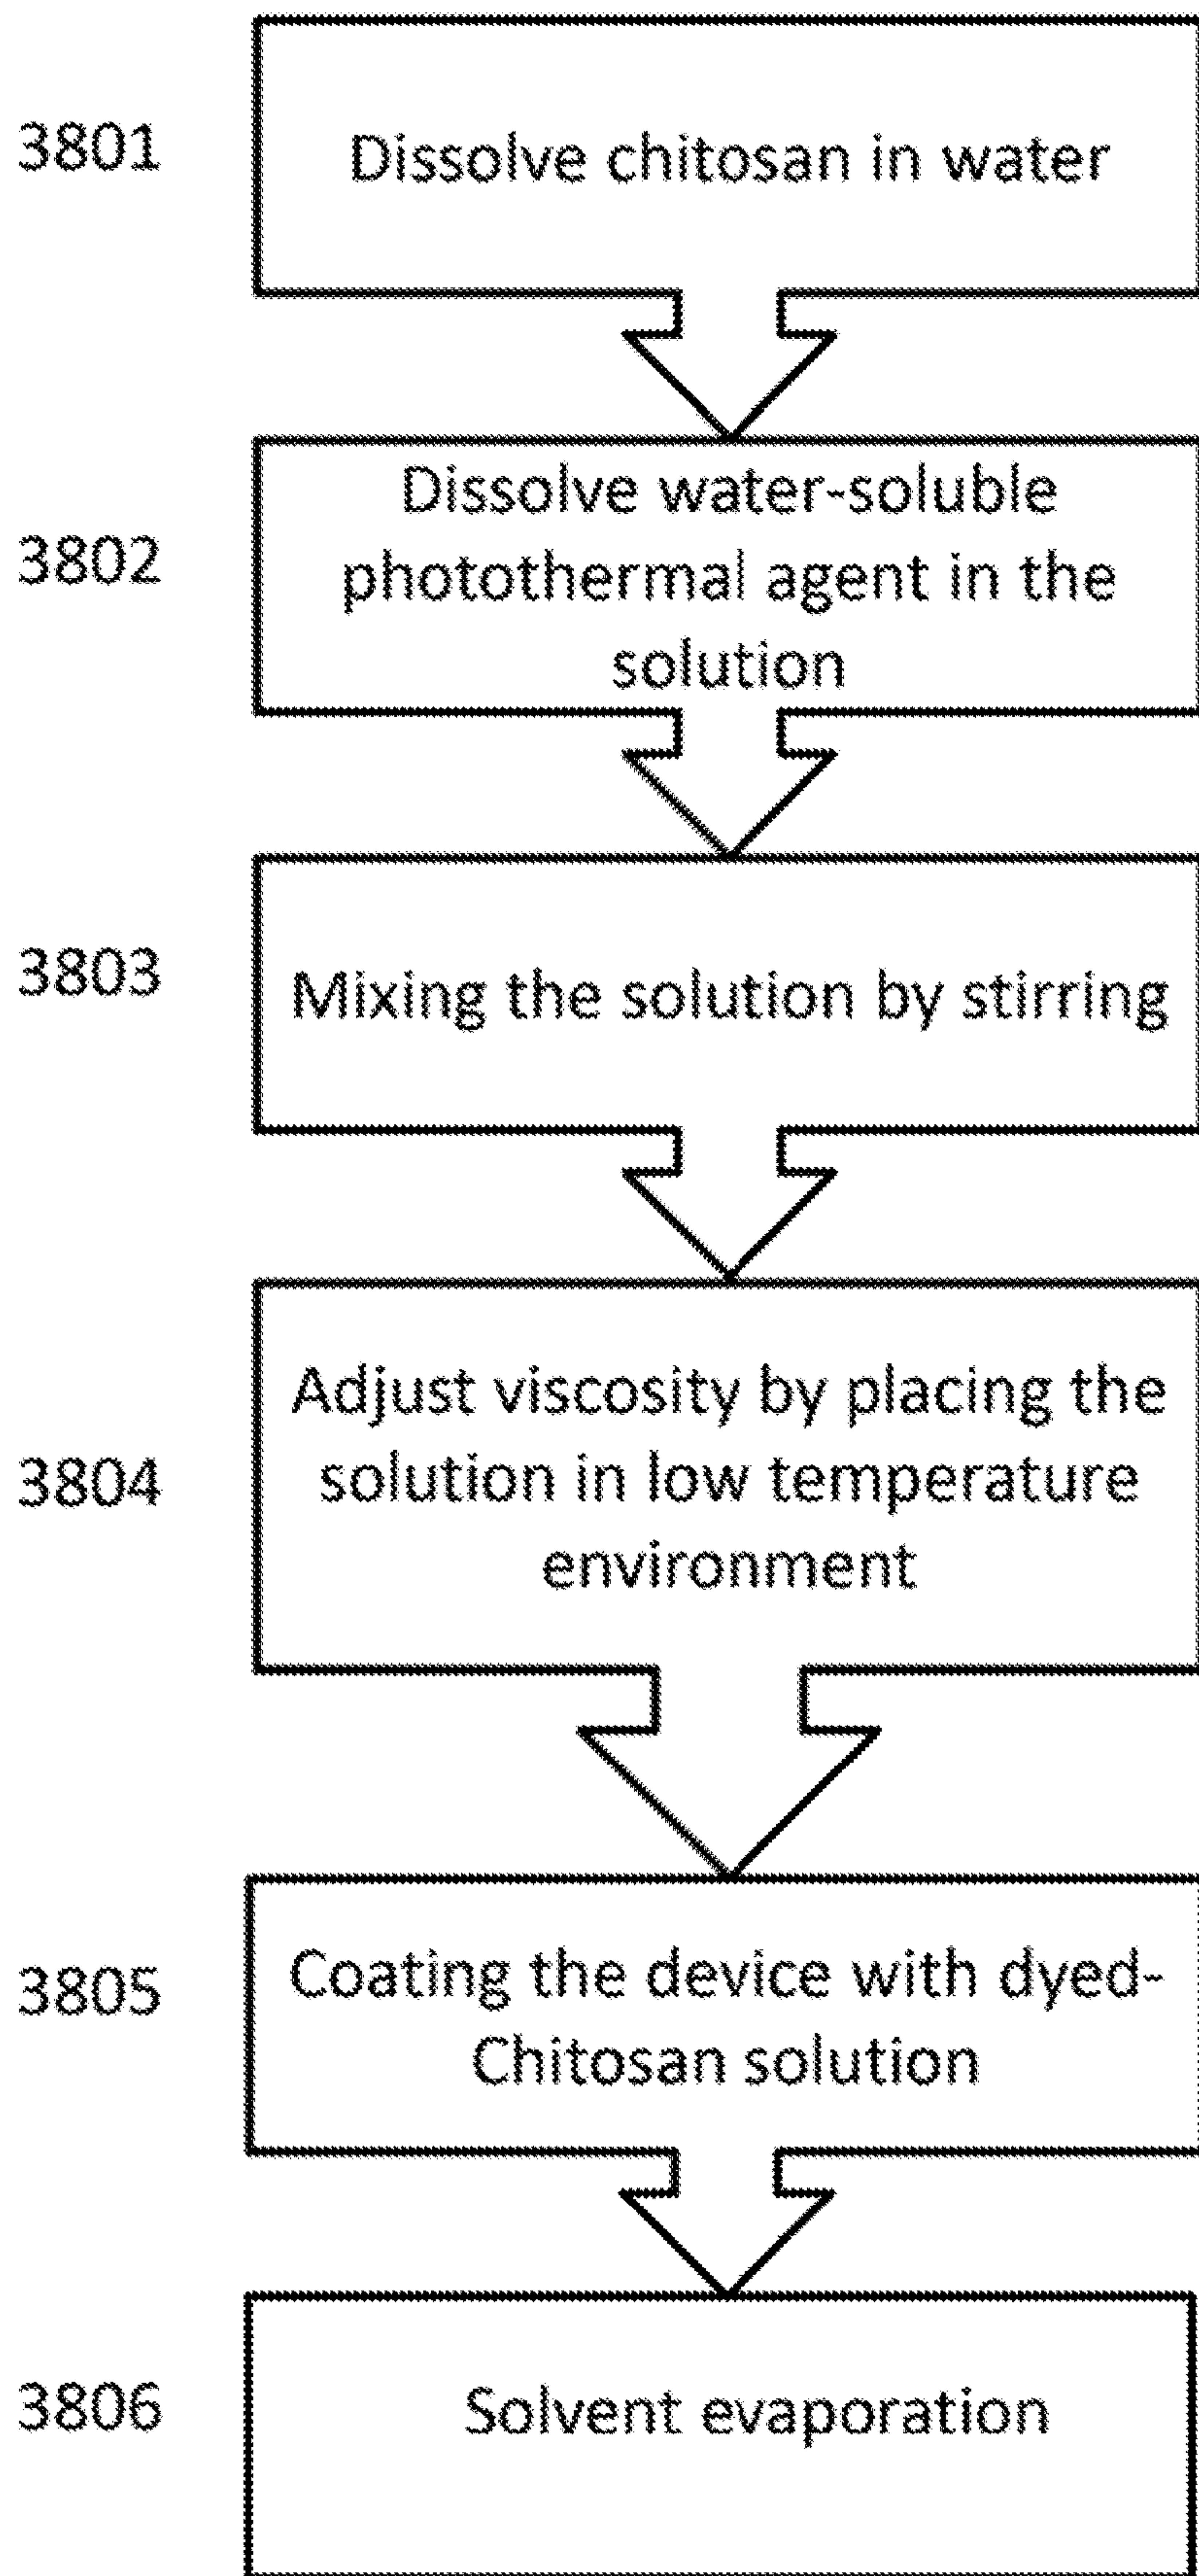 3801
Dissolve chitosan in water
3802
Dissolve water-soluble
photothermal agent in the
solution
3803
Mixing the solution by stirring
3804
Adjust viscosity by placing the
solution in low temperature
environment
3805
Coating the device with dyed-
Chitosan solution
3806
Solvent evaporation